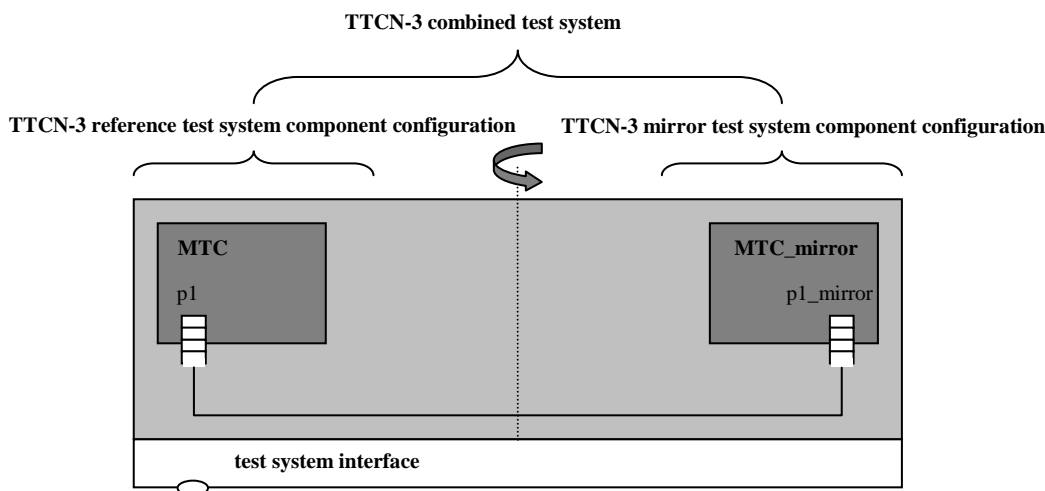 TTCN-3 combined test system
TTCN-3 reference test system component configuration
TTCN-3 mirror test system component configuration
MTC
MTC_mirror
p1
p1_mirror
test system interface